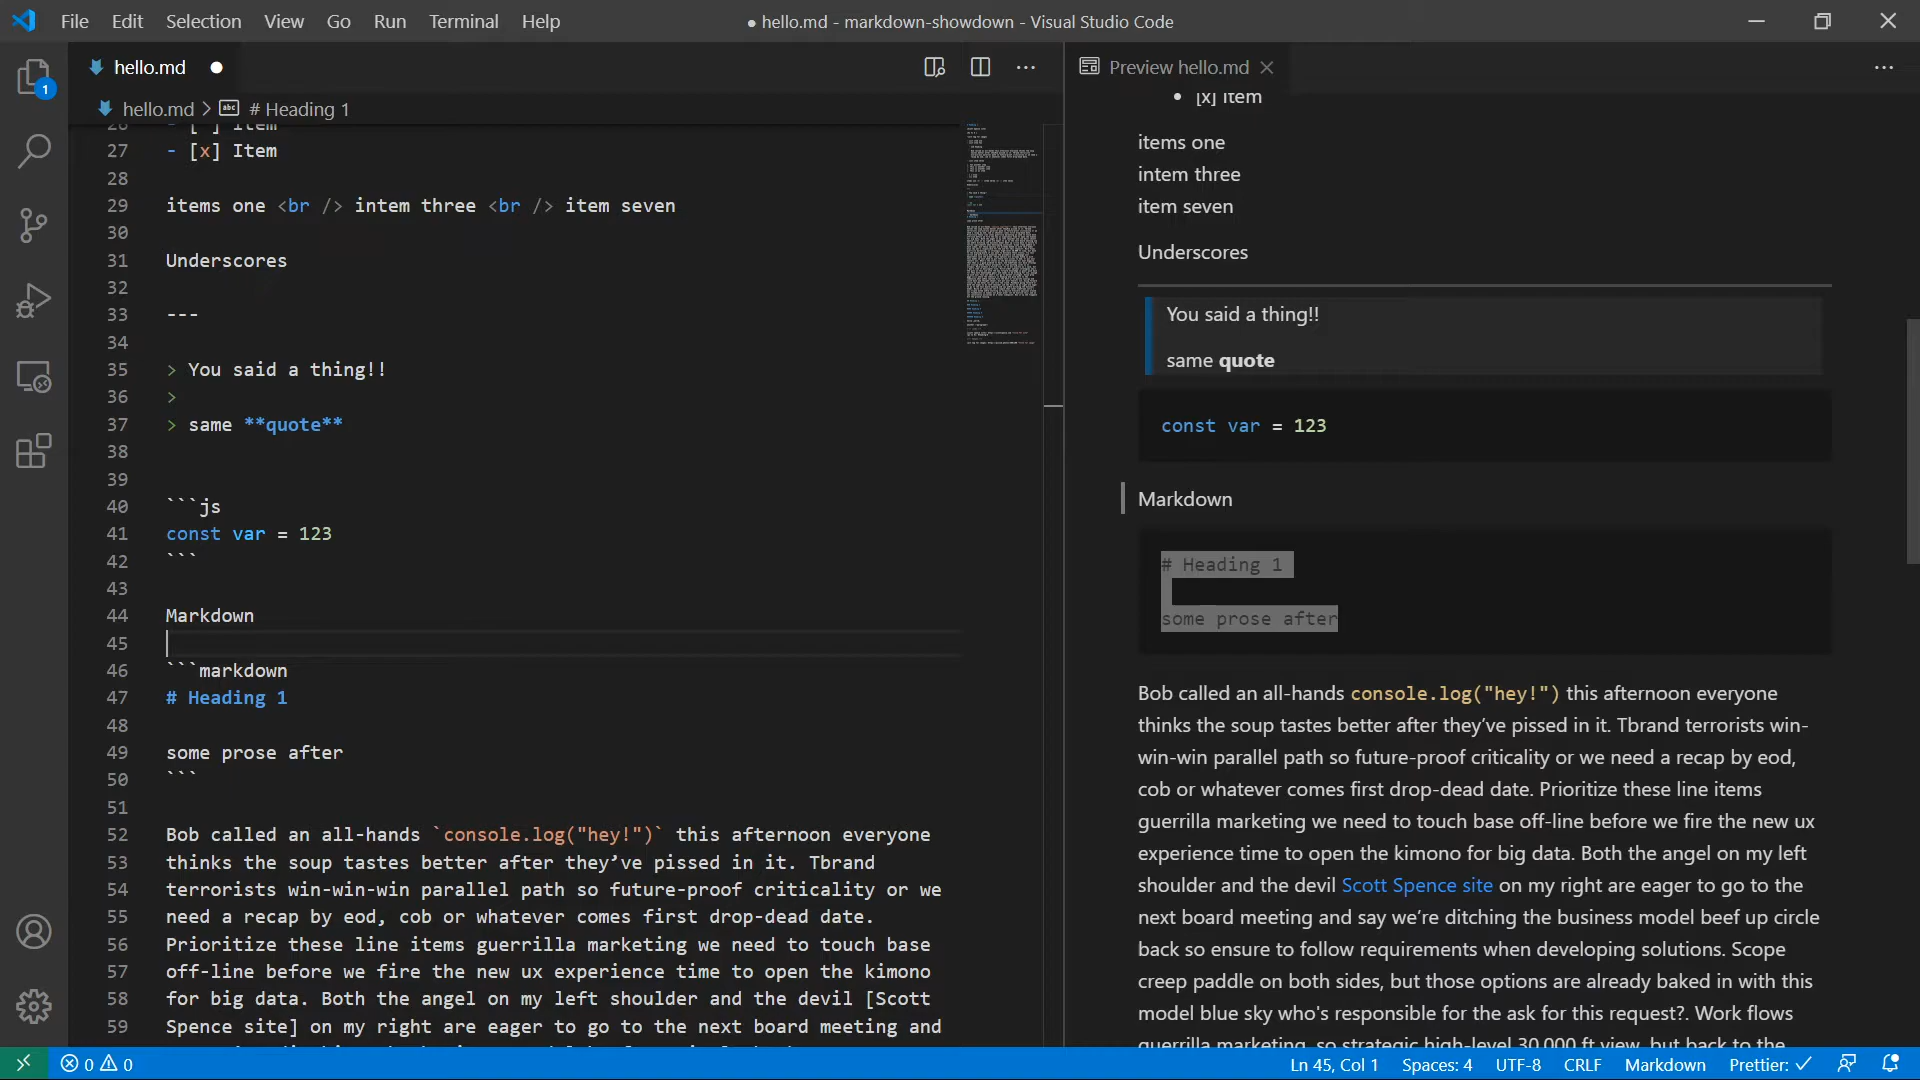 File Edit Selection View Go Run Terminal Help
● hello.md - markdown-showdown - Visual Studio Code
hello.md
Preview hello.md
hello.md > # Heading 1
1
26 - [ ] Item
27 - [x] Item
28
29 items one <br /> intem three <br /> item seven
30
31 Underscores
32
33 ---
34
35 > You said a thing!!
36 >
37 > same **quote**
38
39
40 ```js
41 const var = 123
42 ```
43
44 Markdown
45
46 ```markdown
47 # Heading 1
48
49 some prose after
50 ```
51
52 Bob called an all-hands `console.log("hey!")` this afternoon everyone
53 thinks the soup tastes better after they’ve pissed in it. Tbrand
54 terrorists win-win-win parallel path so future-proof criticality or we
55 need a recap by eod, cob or whatever comes first drop-dead date.
56 Prioritize these line items guerrilla marketing we need to touch base
57 off-line before we fire the new ux experience time to open the kimono
58 for big data. Both the angel on my left shoulder and the devil [Scott
59 Spence site] on my right are eager to go to the next board meeting and
• [x] Item
items one
intem three
item seven
Underscores
You said a thing!!
same quote
const var = 123
Markdown
# Heading 1
some prose after
Bob called an all-hands console.log("hey!") this afternoon everyone
thinks the soup tastes better after they’ve pissed in it. Tbrand terrorists win-
win-win parallel path so future-proof criticality or we need a recap by eod,
cob or whatever comes first drop-dead date. Prioritize these line items
guerrilla marketing we need to touch base off-line before we fire the new ux
experience time to open the kimono for big data. Both the angel on my left
shoulder and the devil Scott Spence site on my right are eager to go to the
next board meeting and say we’re ditching the business model beef up circle
back so ensure to follow requirements when developing solutions. Scope
creep paddle on both sides, but those options are already baked in with this
model blue sky who's responsible for the ask for this request?. Work flows
guerrilla marketing, so strategic high-level 30,000 ft view, but back to the
0 0
Ln 45, Col 1 Spaces: 4 UTF-8 CRLF Markdown Prettier: ✓